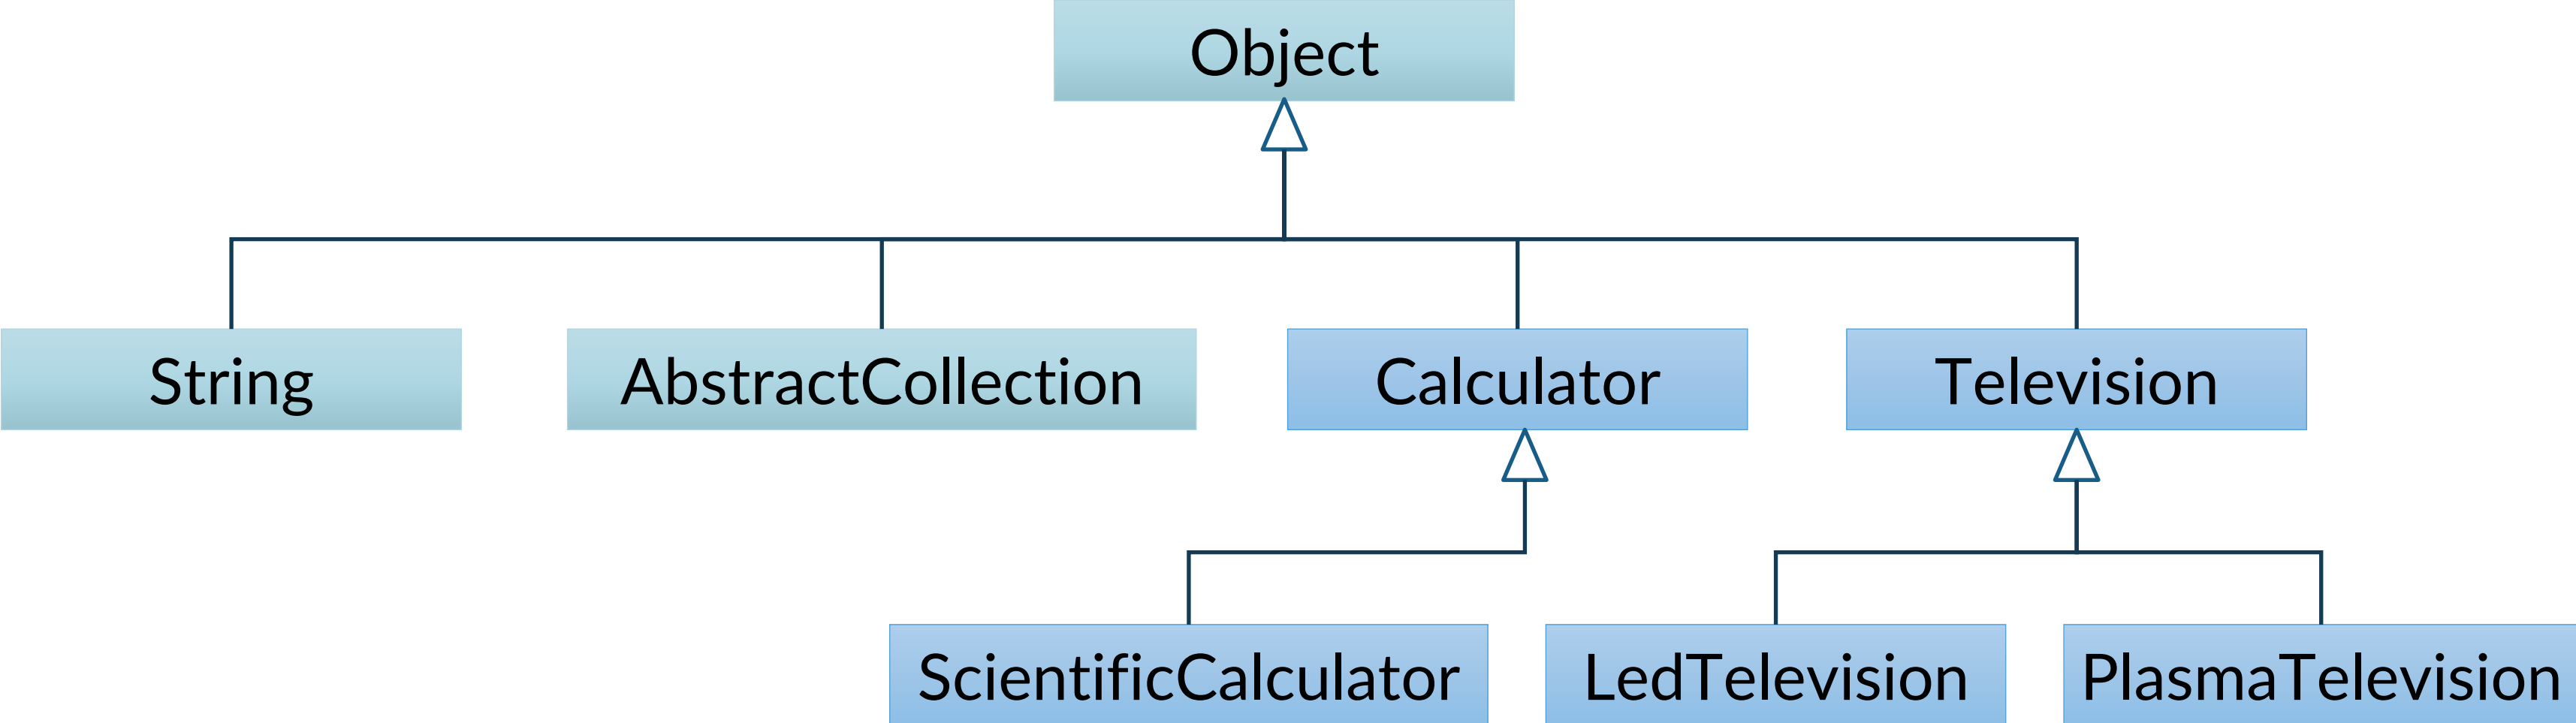 Object
String
AbstractCollection
Calculator
Television
ScientificCalculator
LedTelevision
PlasmaTelevision